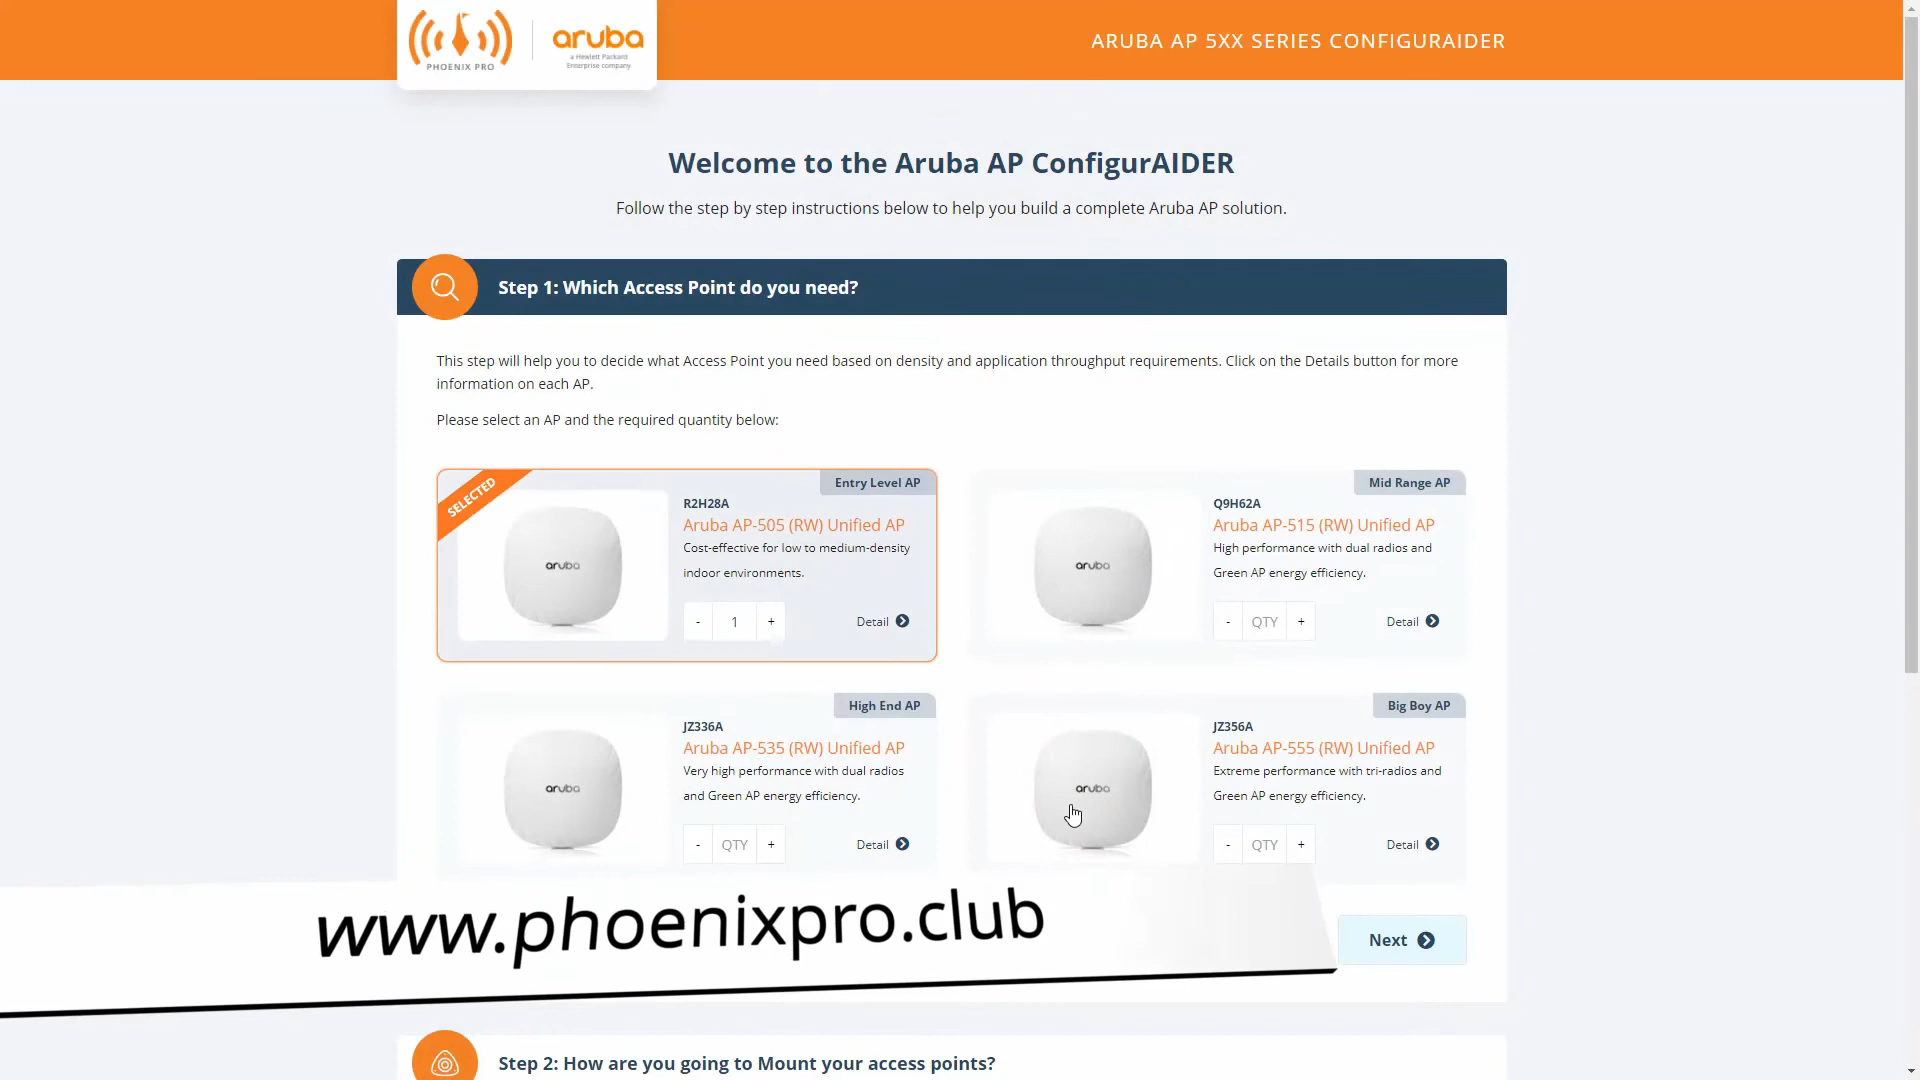 PHOENIX PRO
aruba
a Hewlett Packard
Enterprise company
ARUBA AP 5XX SERIES CONFIGURAIDER
Welcome to the Aruba AP ConfigurAIDER
Follow the step by step instructions below to help you build a complete Aruba AP solution.
Step 1: Which Access Point do you need?
This step will help you to decide what Access Point you need based on density and application throughput requirements. Click on the Details button for more
information on each AP.
Please select an AP and the required quantity below:
SELECTED
aruba
Entry Level AP
R2H28A
Aruba AP-505 (RW) Unified AP
Cost-effective for low to medium-density
indoor environments.
- 1 +
Detail
aruba
Mid Range AP
Q9H62A
Aruba AP-515 (RW) Unified AP
High performance with dual radios and
Green AP energy efficiency.
- QTY +
Detail
aruba
High End AP
JZ336A
Aruba AP-535 (RW) Unified AP
Very high performance with dual radios
and Green AP energy efficiency.
- QTY +
Detail
aruba
Big Boy AP
JZ356A
Aruba AP-555 (RW) Unified AP
Extreme performance with tri-radios and
Green AP energy efficiency.
- QTY +
Detail
www.phoenixpro.club
Next
Step 2: How are you going to Mount your access points?